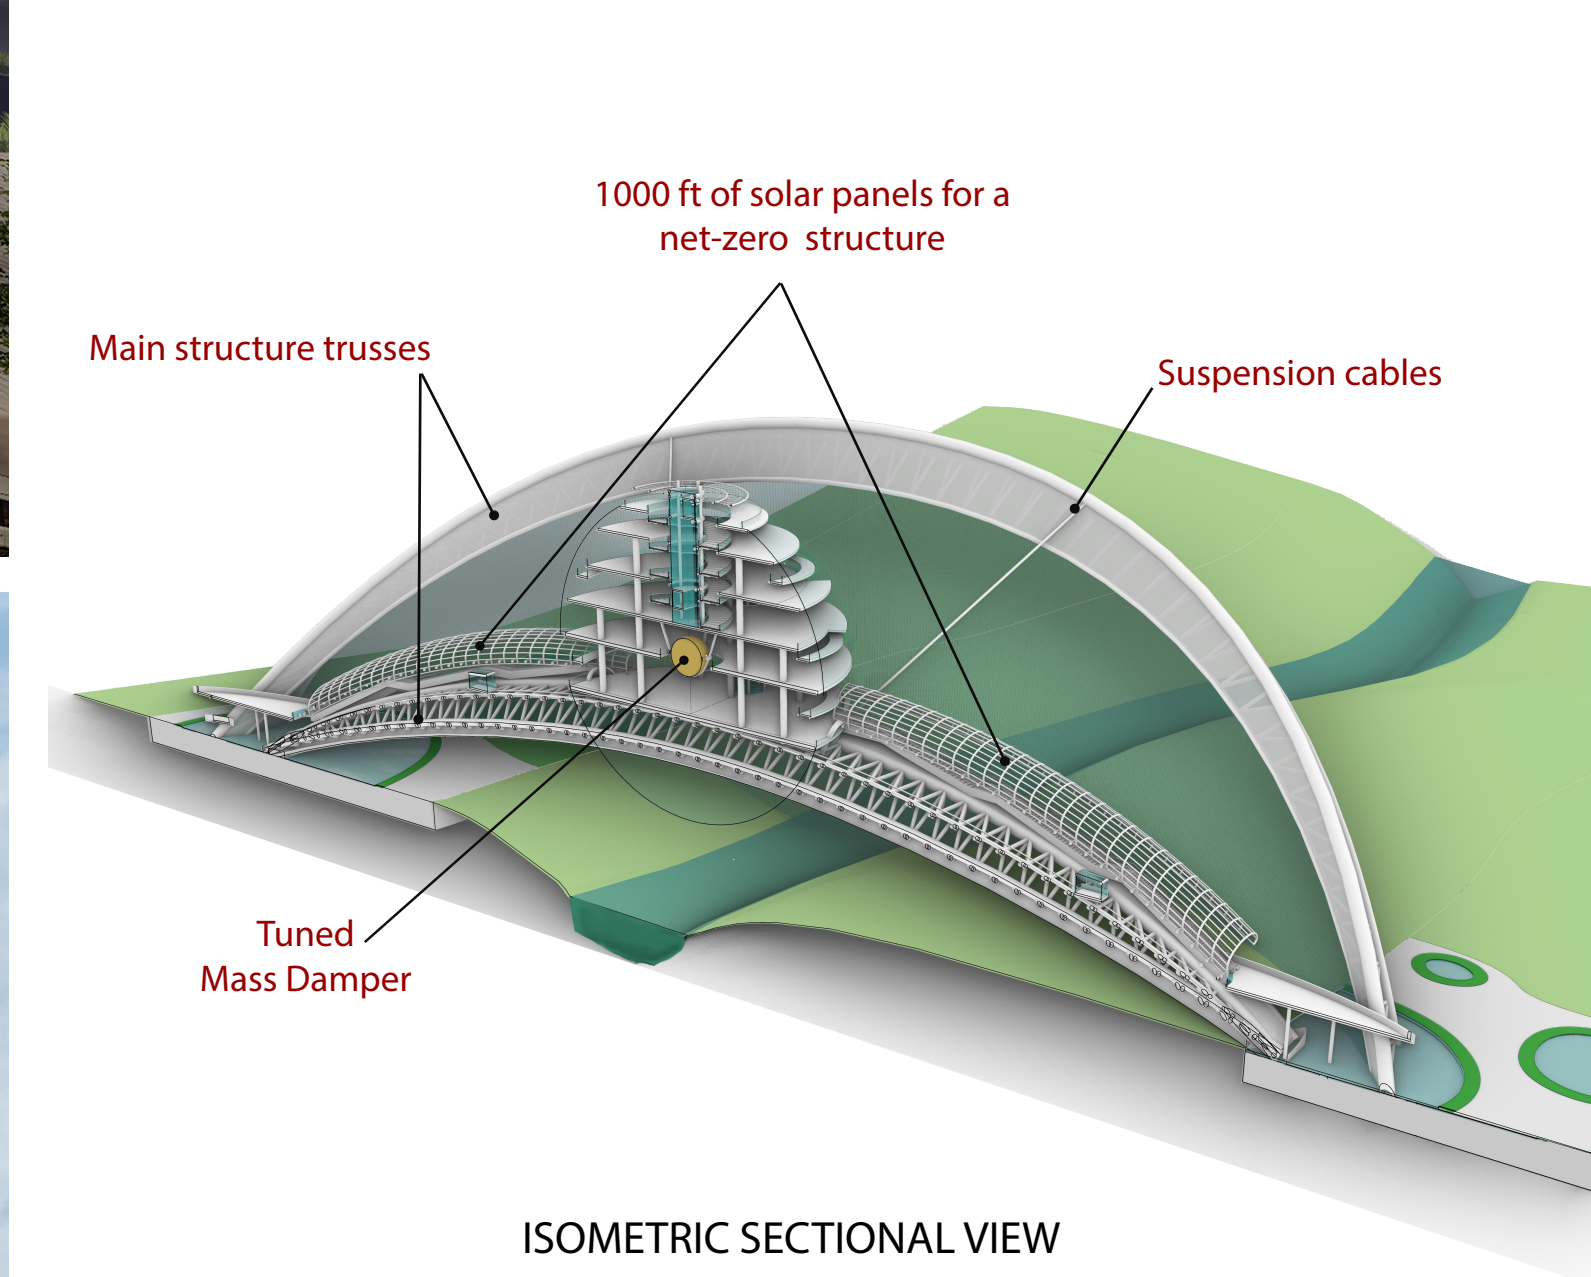 1000 ft of solar panels for a
net-zero structure
Main structure trusses
Suspension cables
Tuned
Mass Damper
ISOMETRIC SECTIONAL VIEW